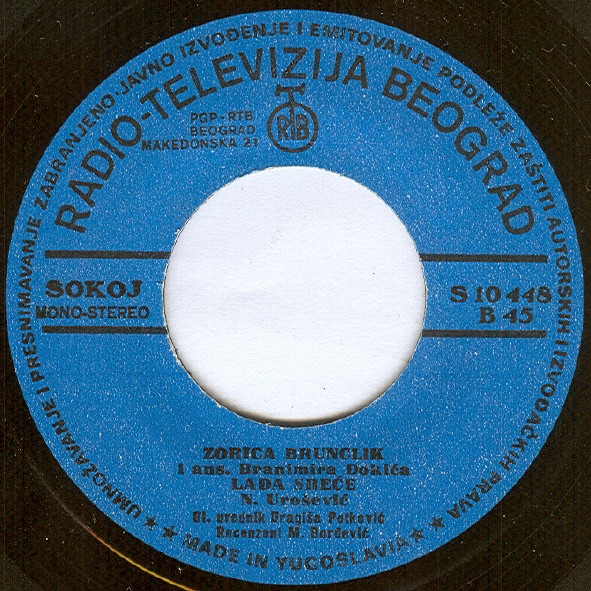 UMNOŽAVANJE I PRESNIMAVANJE ZABRANJENO·JAVNO IZVOĐENJE I EMITOVANJE PODLEŽE ZAŠTITI AUTORSKIH I IZVOĐAČKIH PRAVA
RADIO-TELEVIZIJA BEOGRAD
PGP-RTB
BEOGRAD
MAKEDONSKA 21
RTB
SOKOJ
MONO-STEREO
S 10 448
B 45
ZORICA BRUNCLIK
i ans. Branimira Đokića
LAĐA SREĆE
N. Urošević
Gl. urednik Dragiša Petković
Recenzent M. Đorđević
★ ★ MADE IN YUGOSLAVIA ★ ★